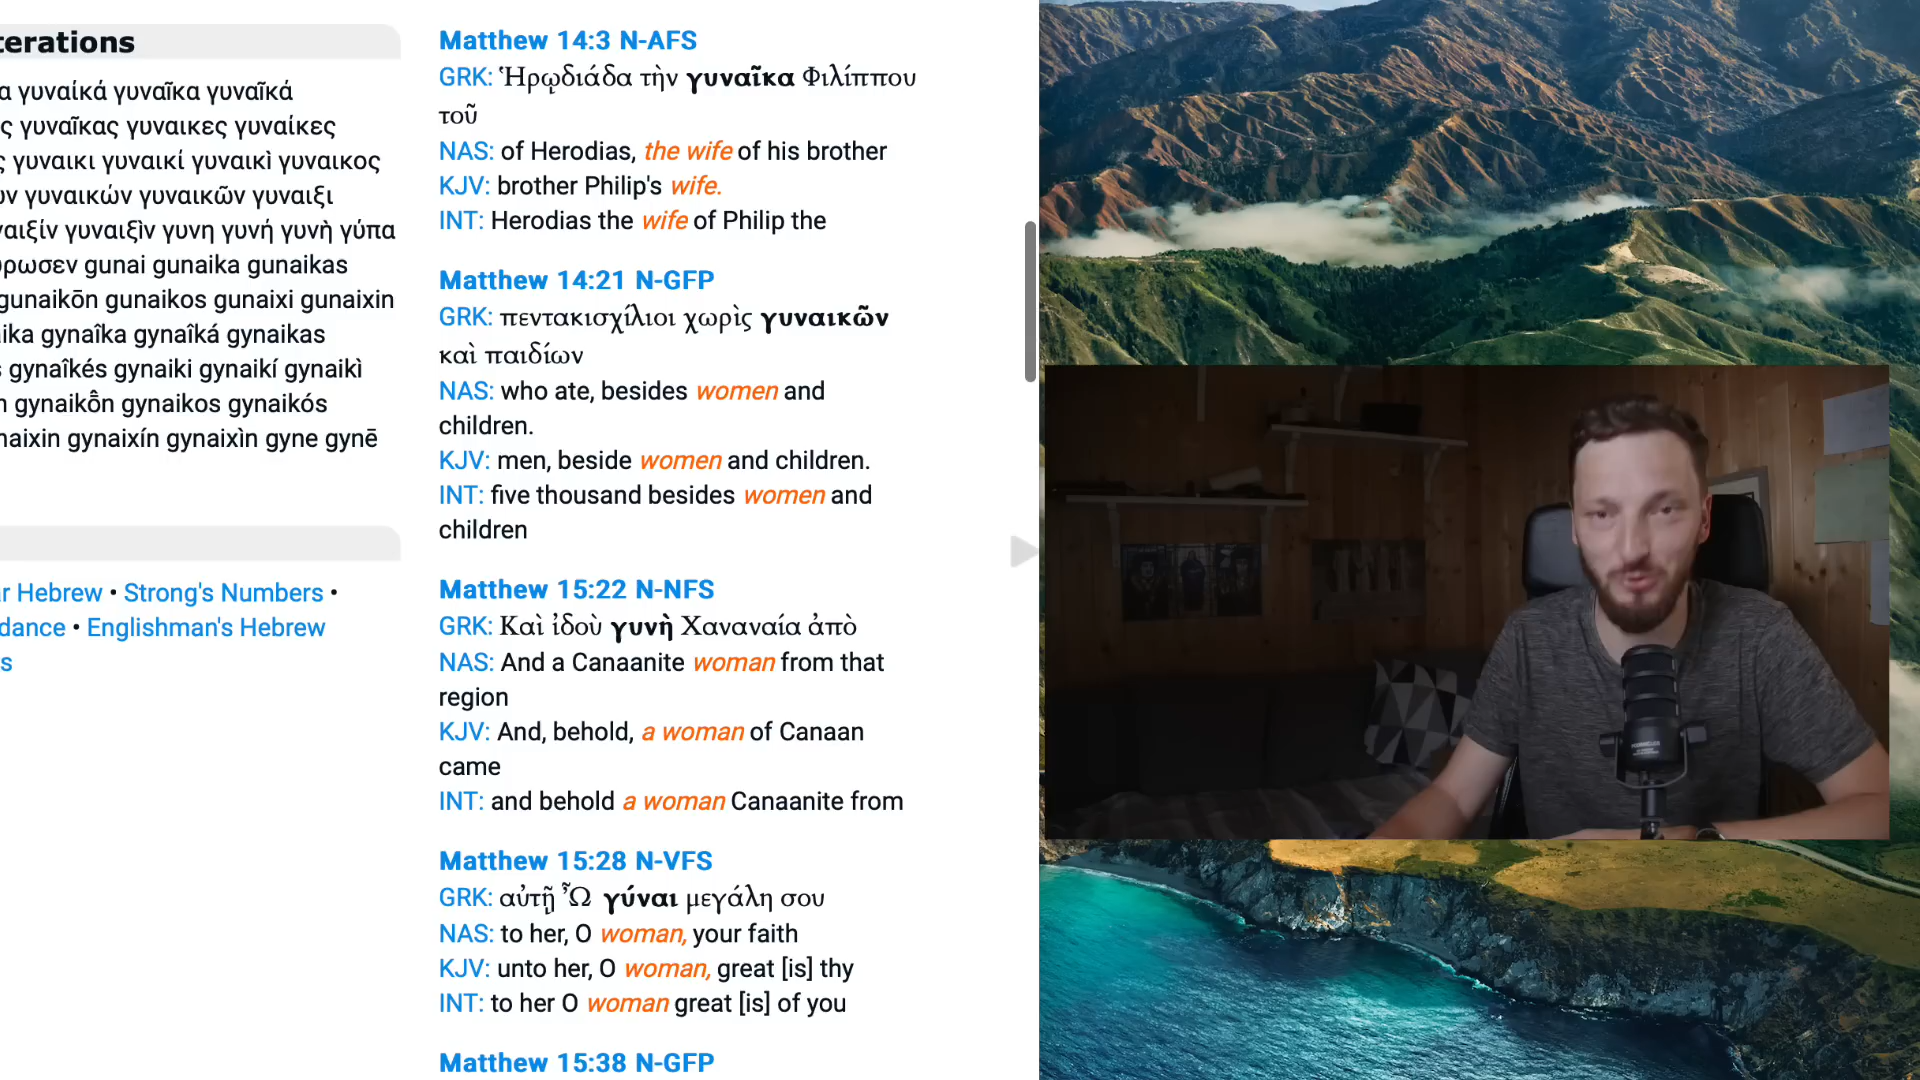 terations
α γυναίκά γυναῖκα γυναῖκά
ς γυναῖκας γυναικες γυναίκες
ς γυναικι γυναικί γυναικὶ γυναικος
ων γυναικών γυναικῶν γυναιξι
ναιξίν γυναιξὶν γυνη γυνή γυνὴ γύπα
ρωσεν gunai gunaika gunaikas
gunaikōn gunaikos gunaixi gunaixin
ika gynaîka gynaîká gynaikas
s gynaîkés gynaiki gynaikí gynaikì
n gynaikō̂n gynaikos gynaikós
naixin gynaixín gynaixìn gyne gynē
ar Hebrew • Strong's Numbers •
dance • Englishman's Hebrew
s
Matthew 14:3 N-AFS
GRK: Ἡρῳδιάδα τὴν γυναῖκα Φιλίππου
τοῦ
NAS: of Herodias, the wife of his brother
KJV: brother Philip's wife.
INT: Herodias the wife of Philip the
Matthew 14:21 N-GFP
GRK: πεντακισχίλιοι χωρὶς γυναικῶν
καὶ παιδίων
NAS: who ate, besides women and
children.
KJV: men, beside women and children.
INT: five thousand besides women and
children
Matthew 15:22 N-NFS
GRK: Καὶ ἰδοὺ γυνὴ Χαναναία ἀπὸ
NAS: And a Canaanite woman from that
region
KJV: And, behold, a woman of Canaan
came
INT: and behold a woman Canaanite from
Matthew 15:28 N-VFS
GRK: αὐτῇ Ὦ γύναι μεγάλη σου
NAS: to her, O woman, your faith
KJV: unto her, O woman, great [is] thy
INT: to her O woman great [is] of you
Matthew 15:38 N-GFP